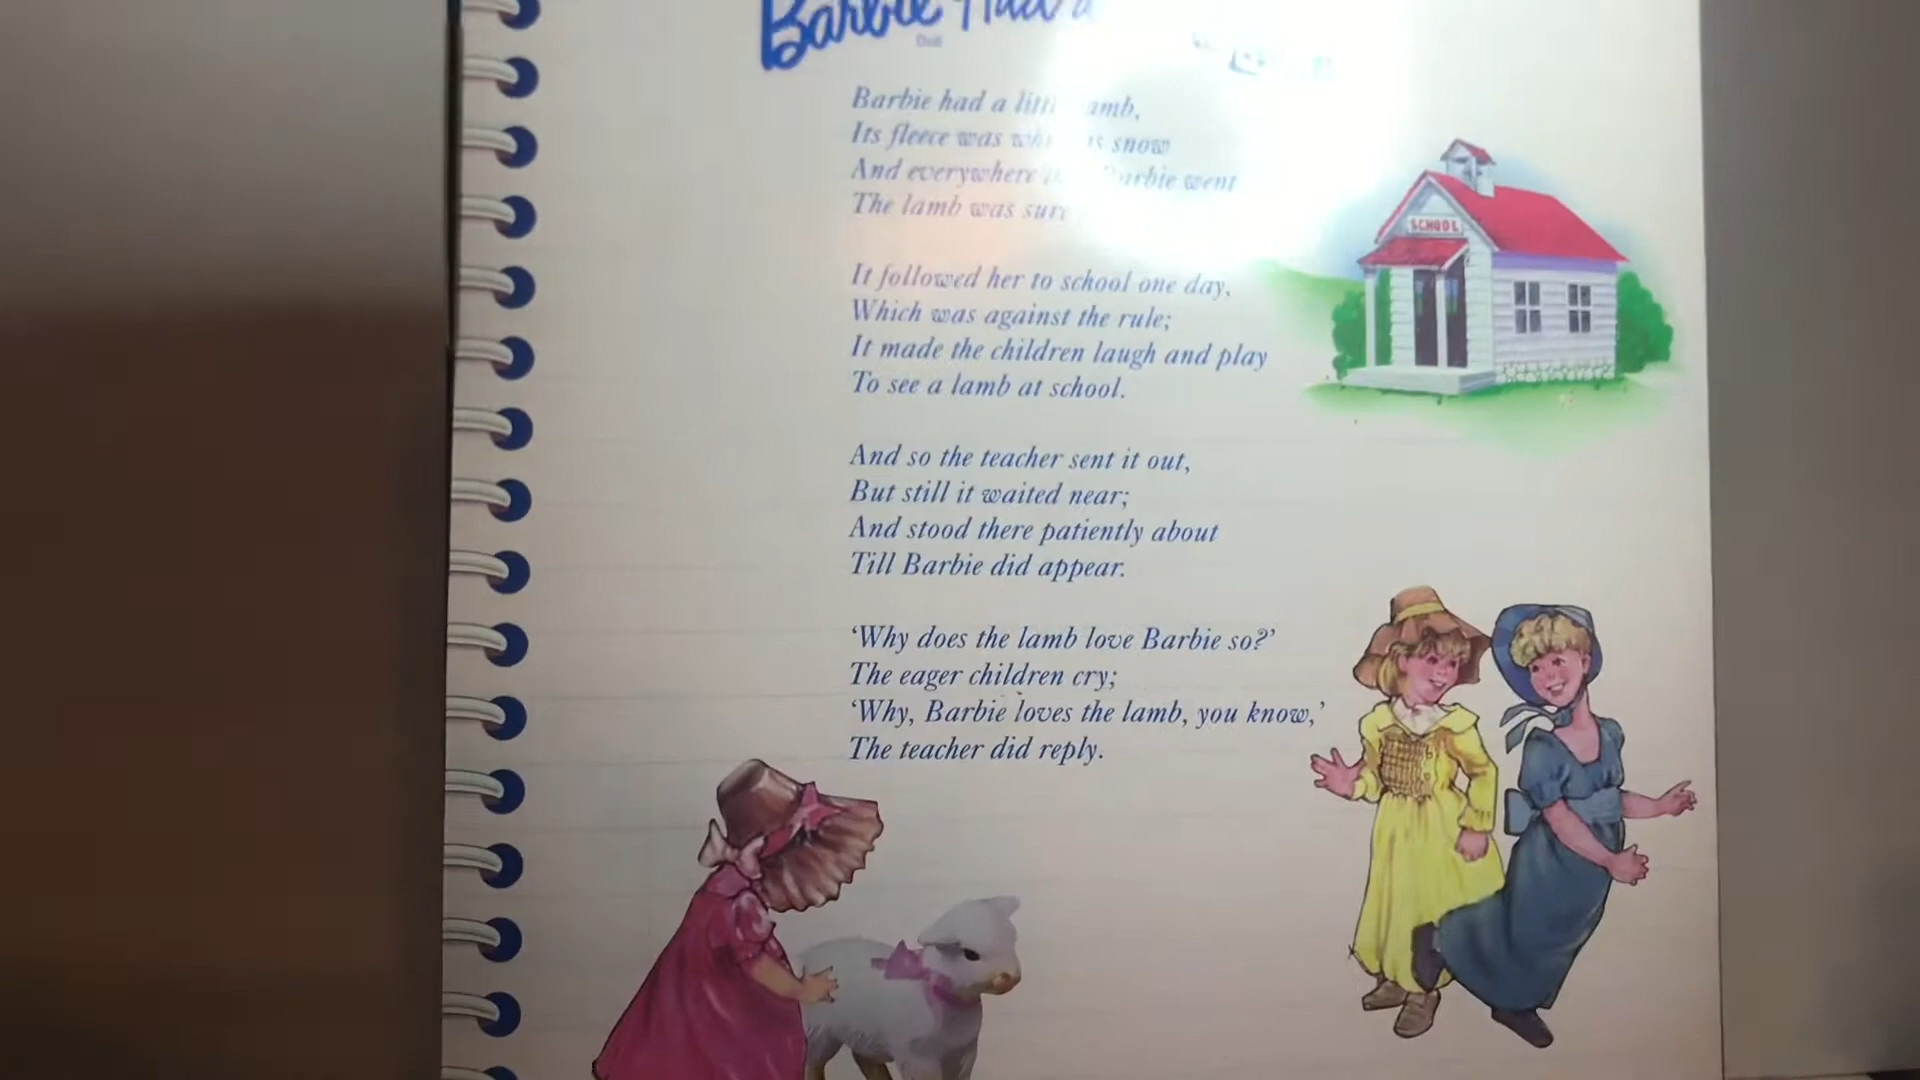 Barbie Had a
Doll
Barbie had a
Its fleece was snow
And everywhere Barbie went
The lamb was sure
SCHOOL
It followed her to school one day,
Which was against the rule;
It made the children laugh and play
To see a lamb at school.
And so the teacher sent it out,
But still it waited near;
And stood there patiently about
Till Barbie did appear.
‘Why does the lamb love Barbie so?’
The eager children cry;
‘Why, Barbie loves the lamb, you know,’
The teacher did reply.